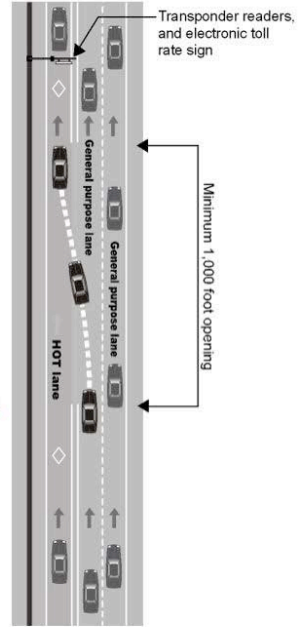 Transponder readers,
and electronic toll
rate sign
General purpose lane
General purpose lane
Minimum 1,000 foot opening
HOT lane